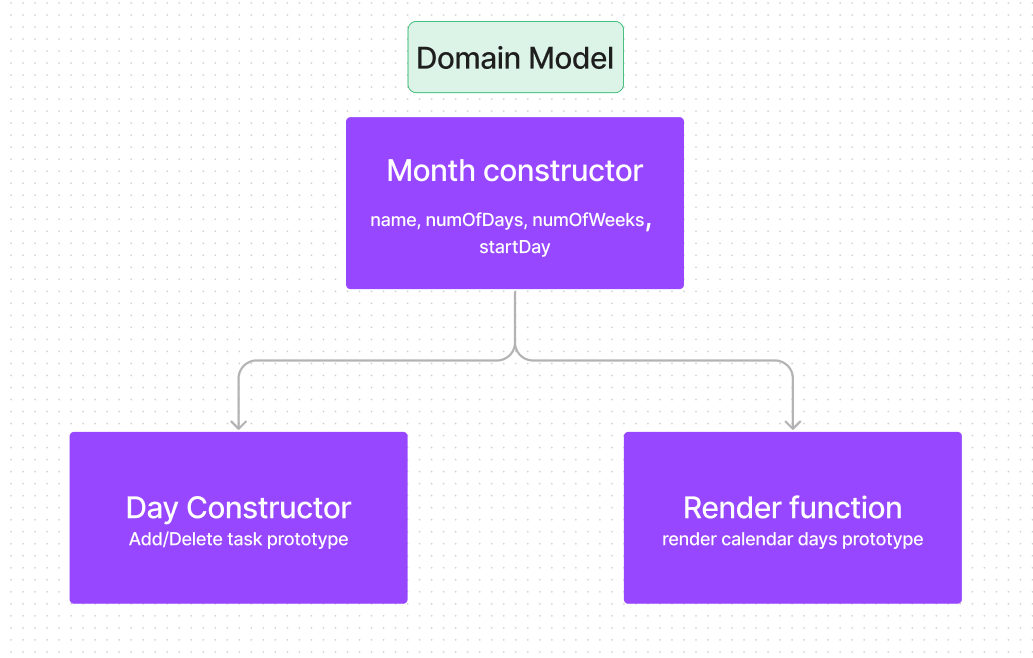 Domain Model
Month constructor
name, numOfDays, numOfWeeks,
startDay
Day Constructor
Add/Delete task prototype
Render function
render calendar days prototype